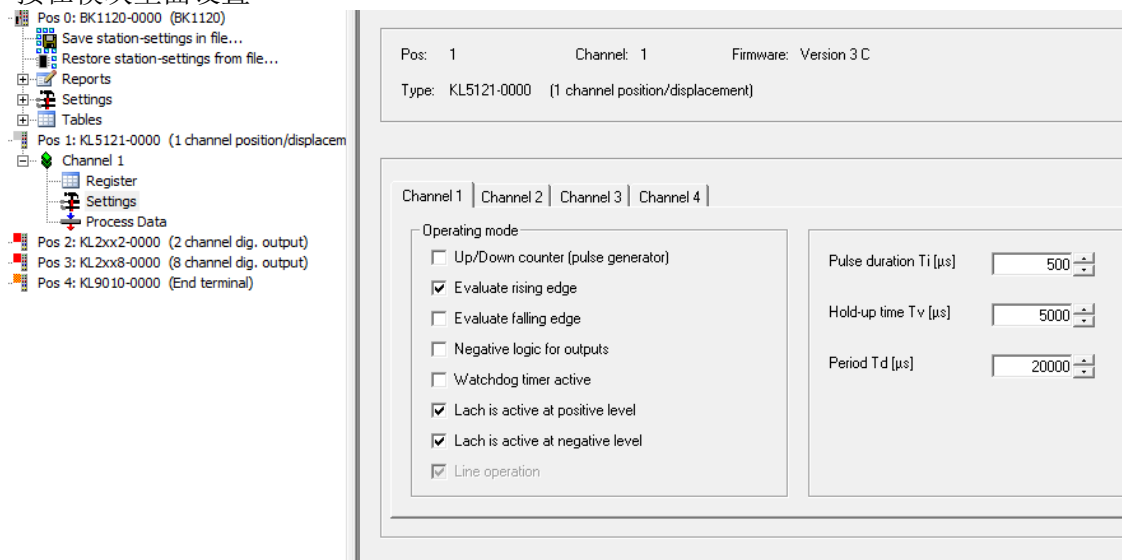 模块里面设置
Pos 0: BK1120-0000 (BK1120)
Save station-settings in file...
Restore station-settings from file...
Reports
Settings
Tables
Pos 1: KL5121-0000 (1 channel position/displacem
Channel 1
Register
Settings
Process Data
Pos 2: KL2xx2-0000 (2 channel dig. output)
Pos 3: KL2xx8-0000 (8 channel dig. output)
Pos 4: KL9010-0000 (End terminal)
Pos: 1 Channel: 1 Firmware: Version 3 C
Type: KL5121-0000 (1 channel position/displacement)
Channel 1 Channel 2 Channel 3 Channel 4
Operating mode
Up/Down counter (pulse generator)
Evaluate rising edge
Evaluate falling edge
Negative logic for outputs
Watchdog timer active
Lach is active at positive level
Lach is active at negative level
Line operation
Pulse duration Ti [µs] 500
Hold-up time Tv [µs] 5000
Period Td [µs] 20000